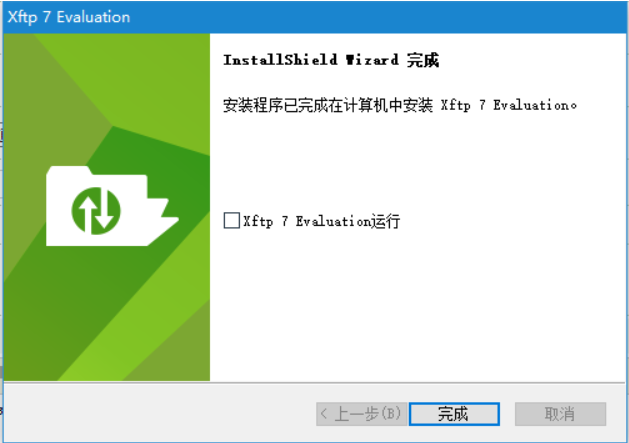 Xftp 7 Evaluation
InstallShield Wizard 完成
安装程序已完成在计算机中安装 Xftp 7 Evaluation。
Xftp 7 Evaluation运行
< 上一步(B)
完成
取消